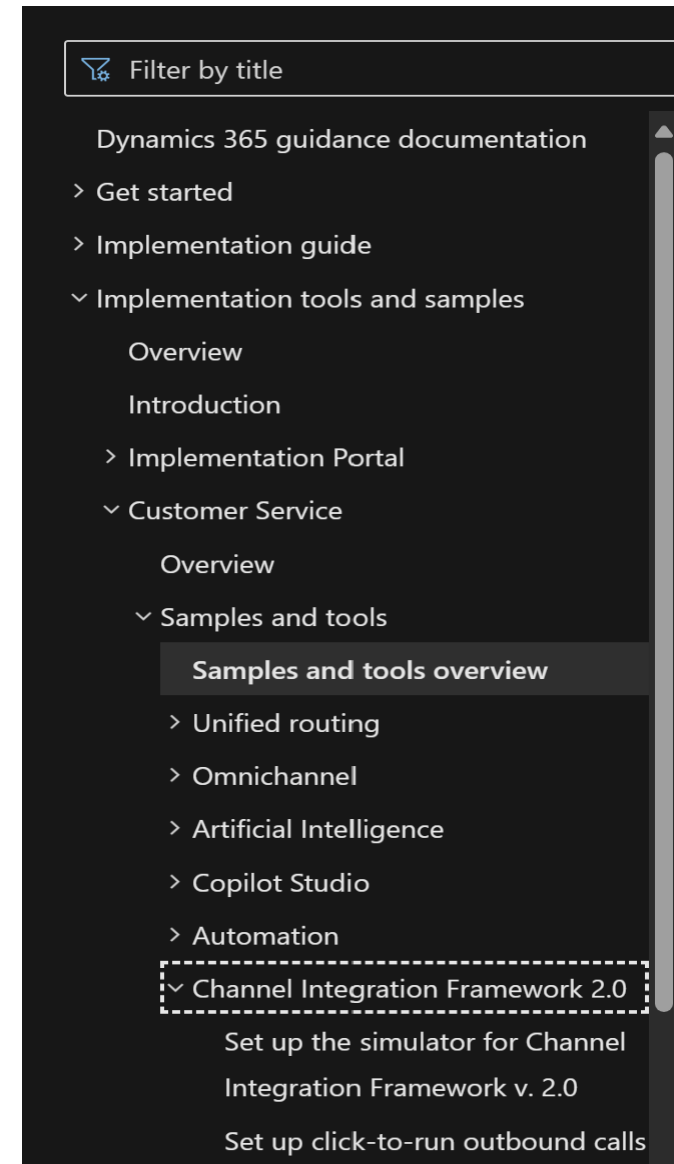 Filter by title
Dynamics 365 guidance documentation
Get started
Implementation guide
Implementation tools and samples
Overview
Introduction
Implementation Portal
Customer Service
Overview
Samples and tools
Samples and tools overview
Unified routing
Omnichannel
Artificial Intelligence
Copilot Studio
Automation
Channel Integration Framework 2.0
Set up the simulator for Channel
Integration Framework v. 2.0
Set up click-to-run outbound calls